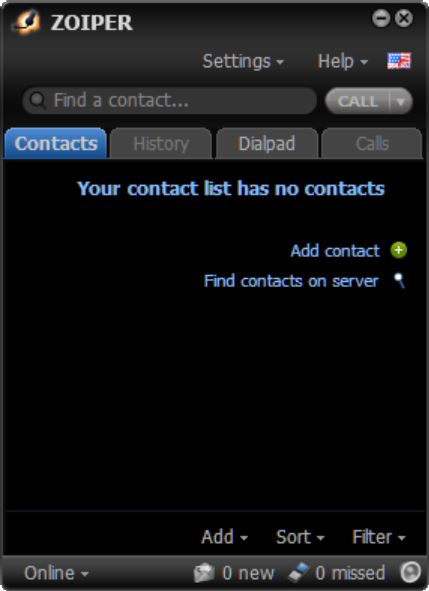 ZOIPER
Settings Help
Find a contact... CALL
Contacts History Dialpad Calls
Your contact list has no contacts
Add contact
Find contacts on server
Add Sort Filter
Online 0 new 0 missed